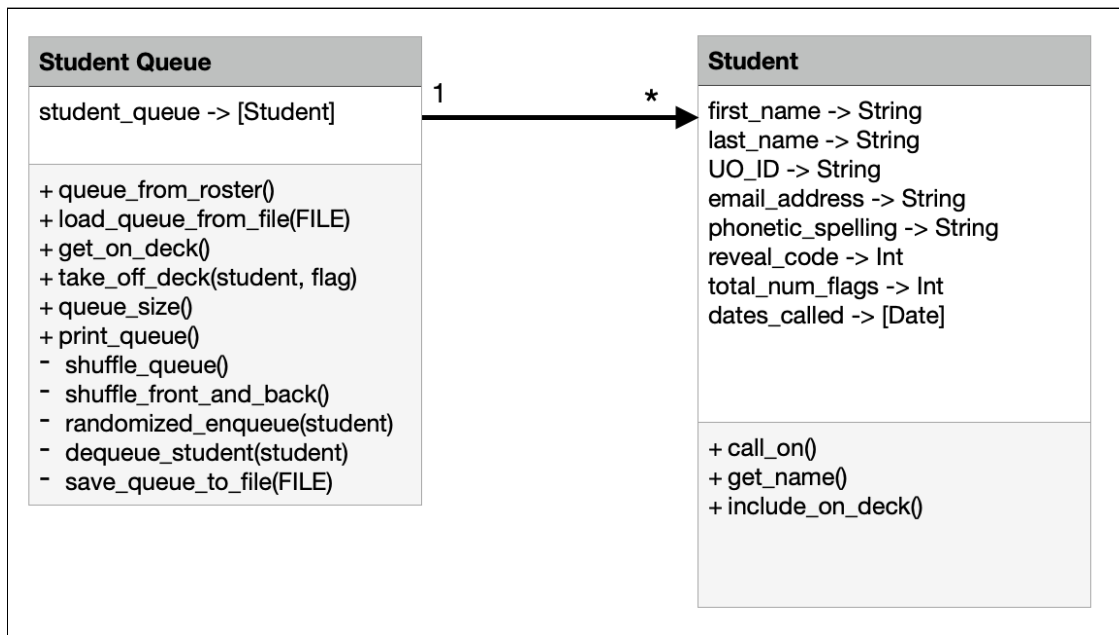 Student Queue
student_queue -> [Student]
+ queue_from_roster()
+ load_queue_from_file(FILE)
+ get_on_deck()
+ take_off_deck(student, flag)
+ queue_size()
+ print_queue()
- shuffle_queue()
- shuffle_front_and_back()
- randomized_enqueue(student)
- dequeue_student(student)
- save_queue_to_file(FILE)
1
*
Student
first_name -> String
last_name -> String
UO_ID -> String
email_address -> String
phonetic_spelling -> String
reveal_code -> Int
total_num_flags -> Int
dates_called -> [Date]
+ call_on()
+ get_name()
+ include_on_deck()